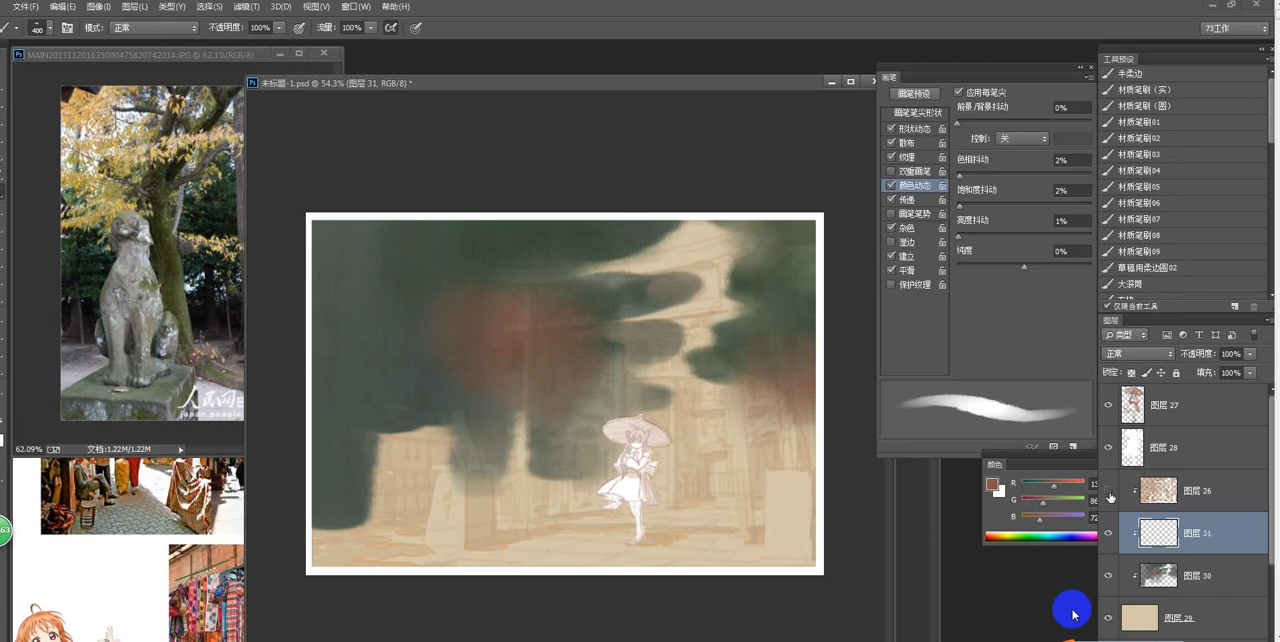 文件(F) 编辑(E) 图像(I) 图层(L) 类型(Y) 选择(S) 滤镜(T) 3D(D) 视图(V) 窗口(W) 帮助(H)
400 模式: 正常 不透明度: 100% 流量: 100% 73工作
MAIN201311201635000475820742014.JPG @ 62.1%(RGB/8)
未标题-1.psd @ 54.3% (图层 31, RGB/8) *
人民网日
japan.people
62.09% 文档:1.22M/1.22M
63
画笔
画笔预设
画笔笔尖形状
形状动态
散布
纹理
双重画笔
颜色动态
传递
画笔笔势
杂色
湿边
建立
平滑
保护纹理
应用每笔尖
前景/背景抖动 0%
控制: 关
色相抖动 2%
饱和度抖动 2%
亮度抖动 1%
纯度 0%
颜色
R
G 86
B 72
工具预设
手柔边
材质笔刷（实）
材质笔刷（圆）
材质笔刷01
材质笔刷02
材质笔刷03
材质笔刷04
材质笔刷05
材质笔刷06
材质笔刷07
材质笔刷08
材质笔刷09
草稿用柔边圆02
大滚筒
仅限当前工具
图层
类型
正常 不透明度: 100%
锁定: 填充: 100%
图层 27
图层 28
图层 26
图层 31
图层 30
图层 29